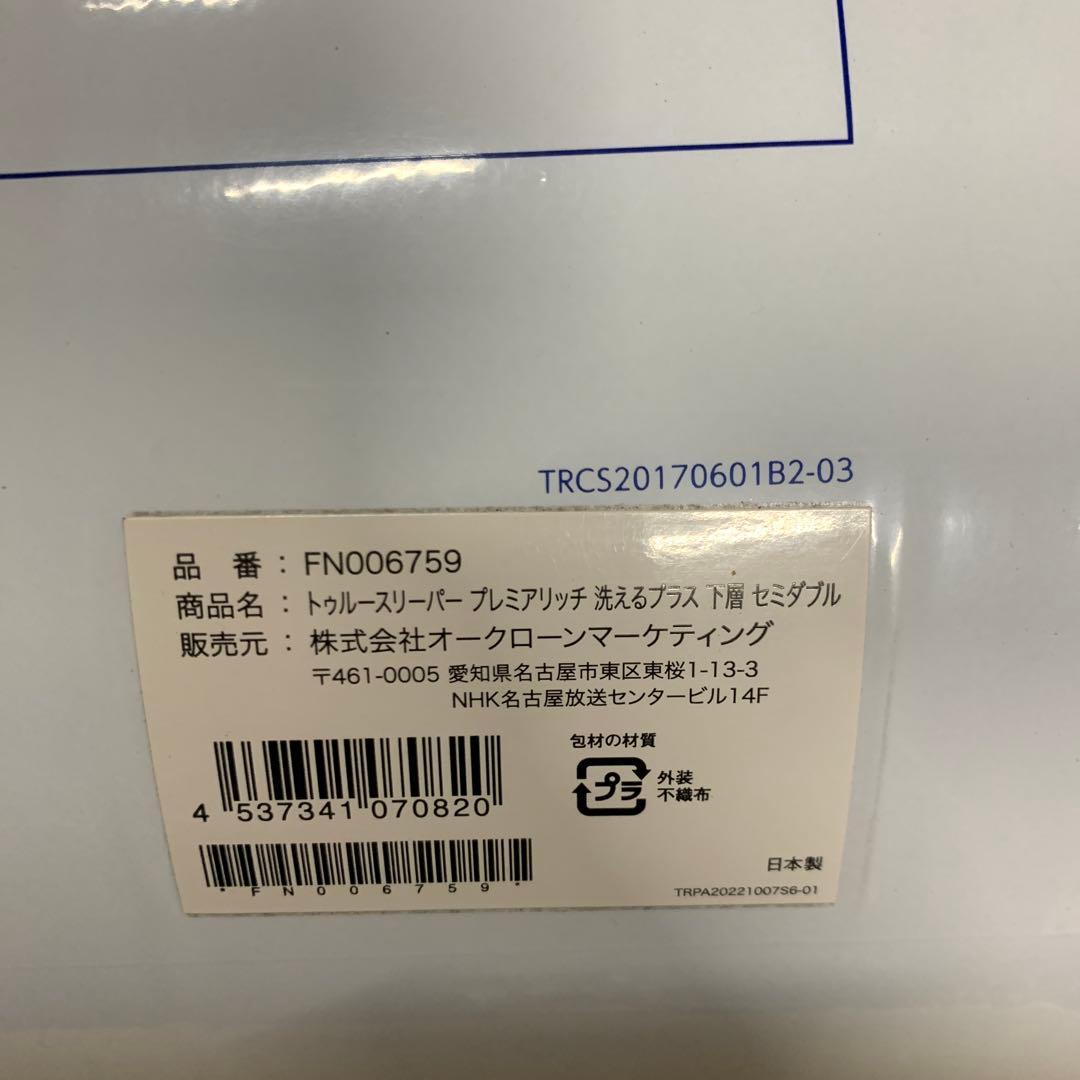 TRCS20170601B2-03
品　番：FN006759
商品名：トゥルースリーパー プレミアリッチ 洗えるプラス 下層 セミダブル
販売元：株式会社オークローンマーケティング
〒461-0005 愛知県名古屋市東区東桜1-13-3
NHK名古屋放送センタービル14F
包材の材質
プラ
外装
不織布
4 537341 070820
*FN006759*
日本製
TRPA20221007S6-01